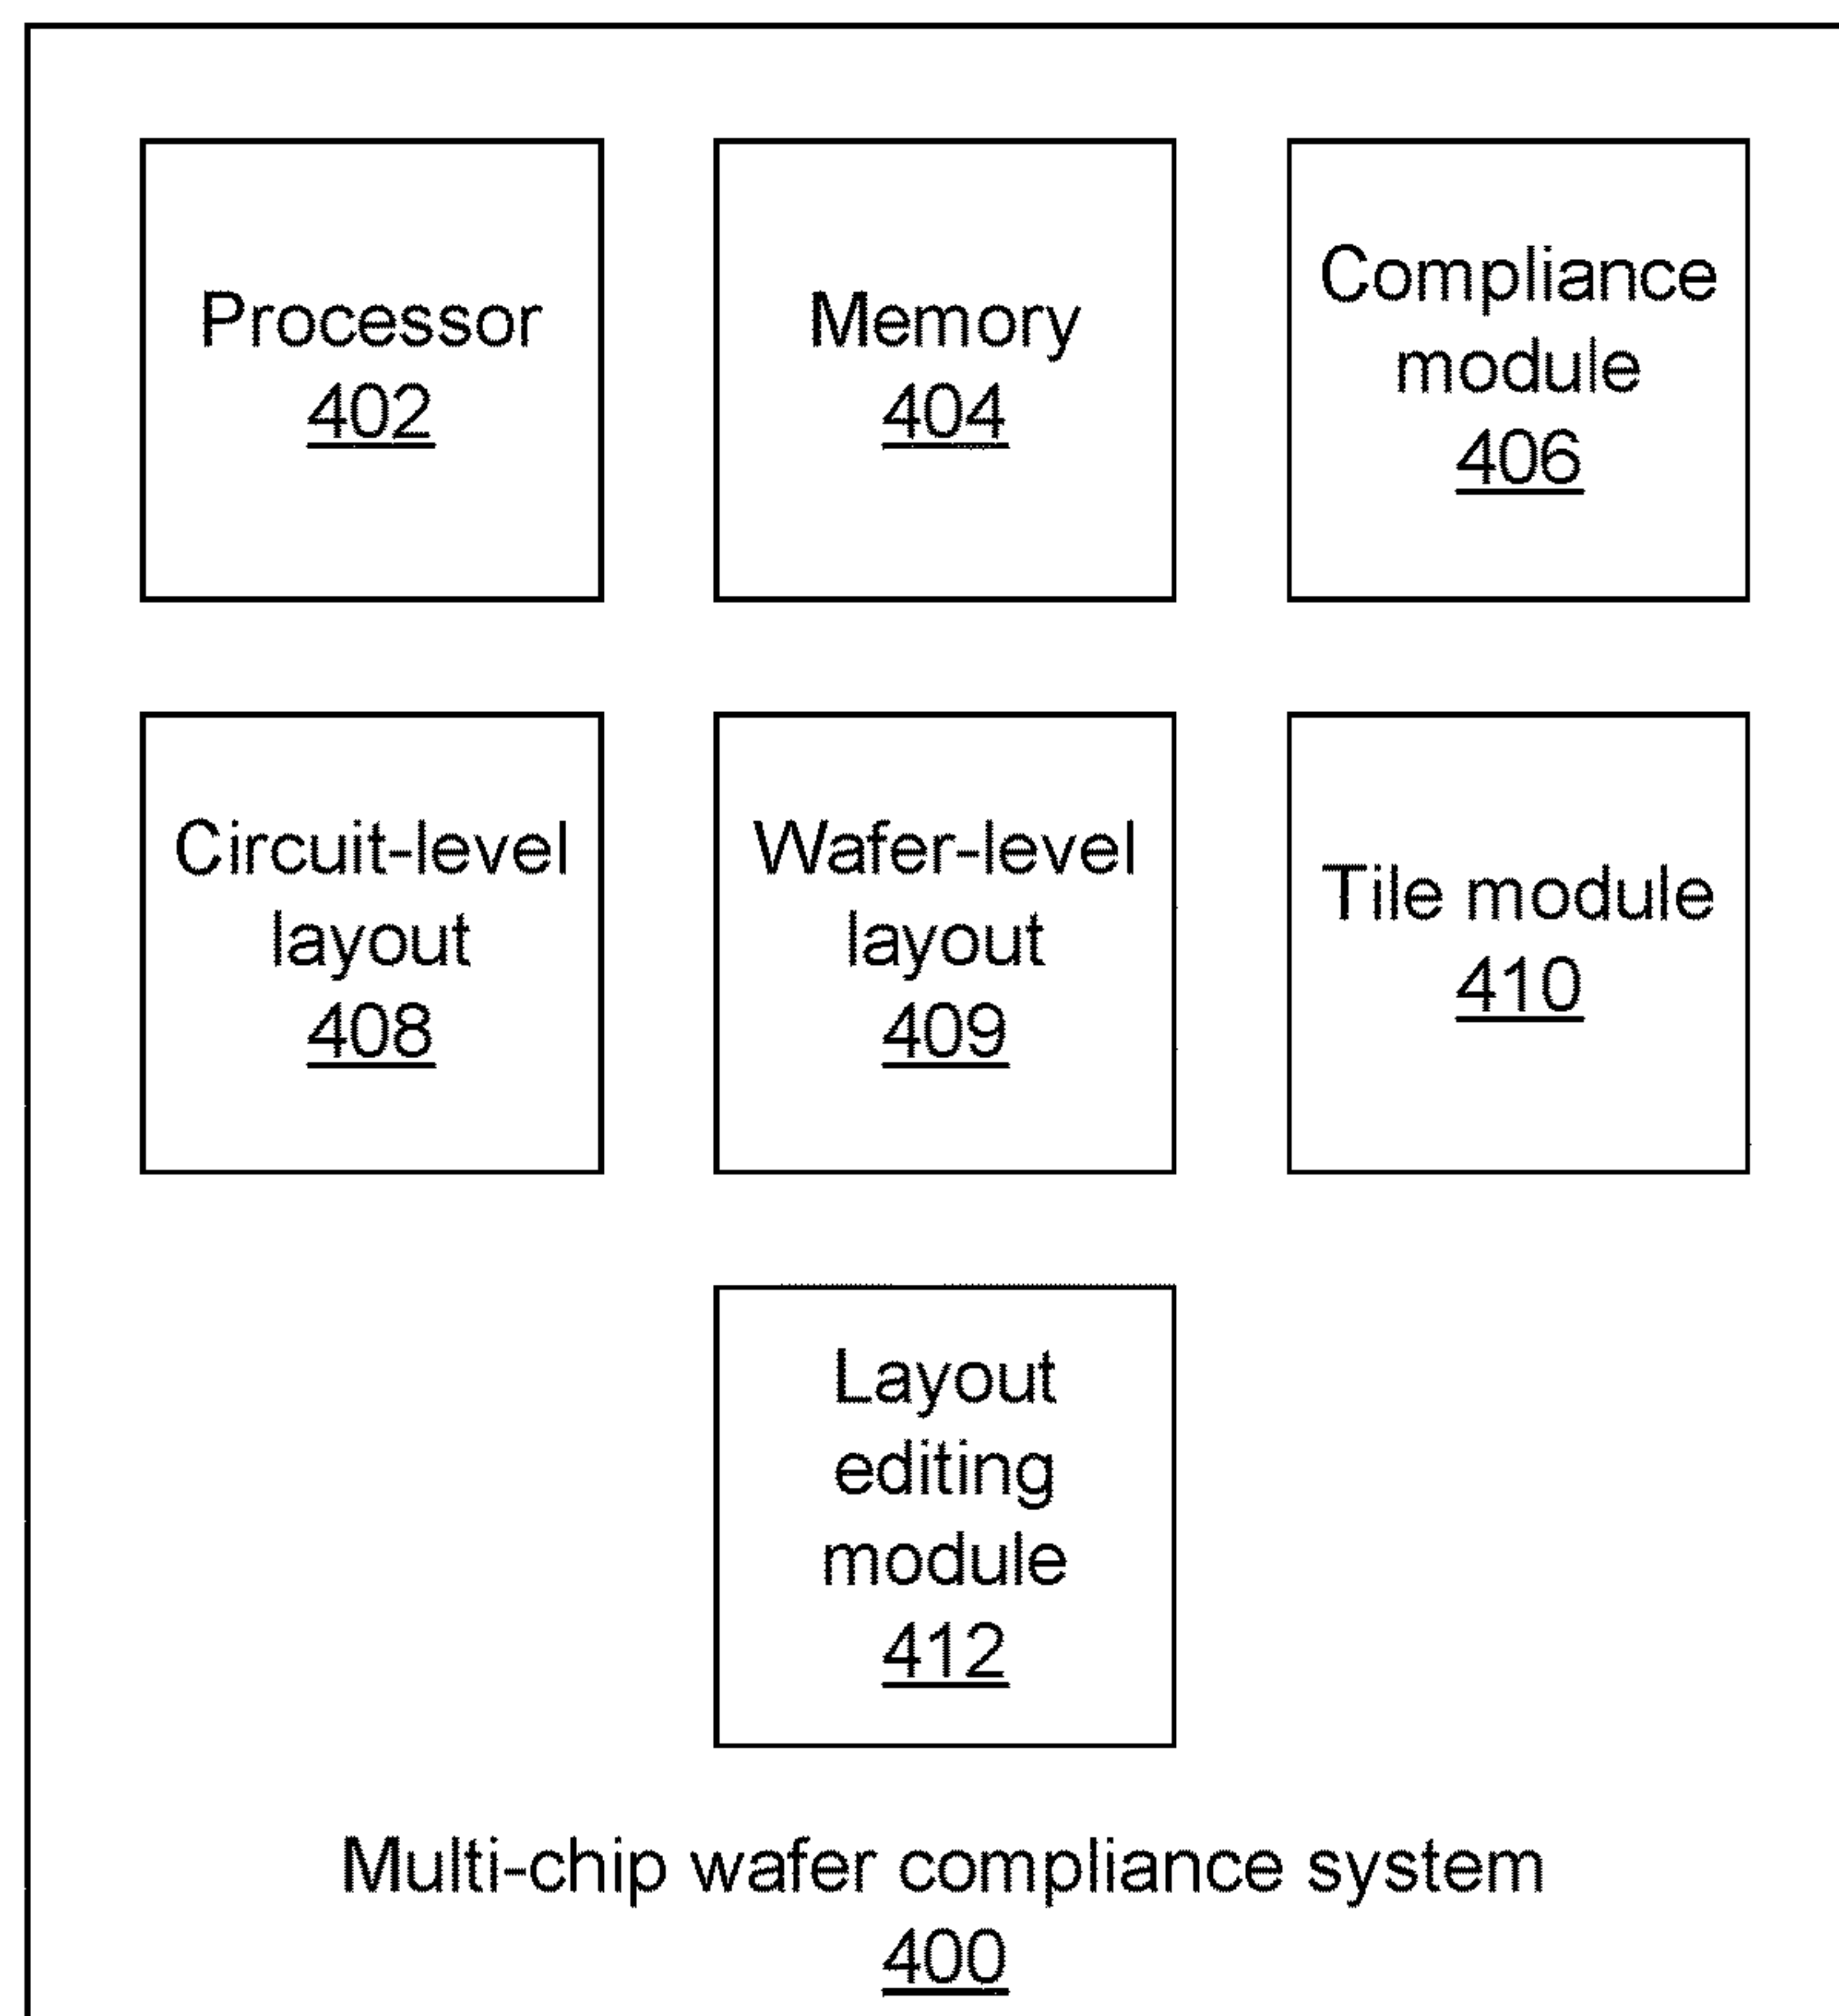 Processor
402
Memory
404
Compliance
module
406
Circuit-level
layout
408
Wafer-level
layout
409
Tile module
410
Layout
editing
module
412
Multi-chip wafer compliance system
400